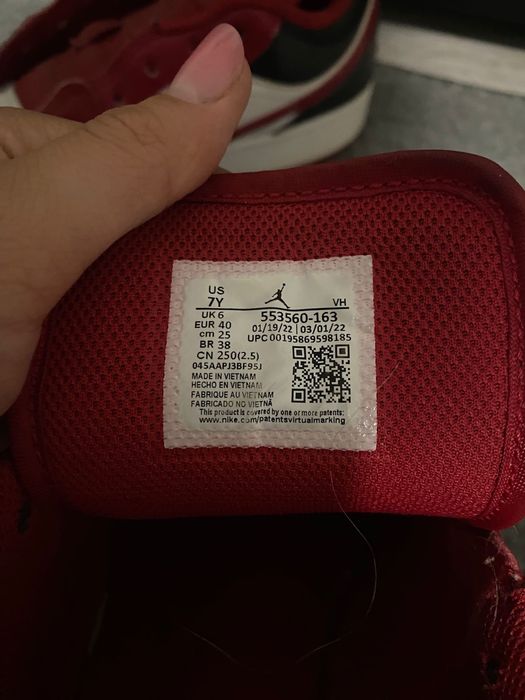 US
7Y VH
UK 6 553560-163
EUR 40 01/19/22 | 03/01/22
cm 25 UPC 00195869598185
BR 38
CN 250(2.5)
045AAPJ3BF95J
MADE IN VIETNAM
HECHO EN VIETNAM
FABRIQUE AU VIETNAM
FABRICADO NO VIETNÃ
This product is covered by one or more patents:
www.nike.com/patentsvirtualmarking